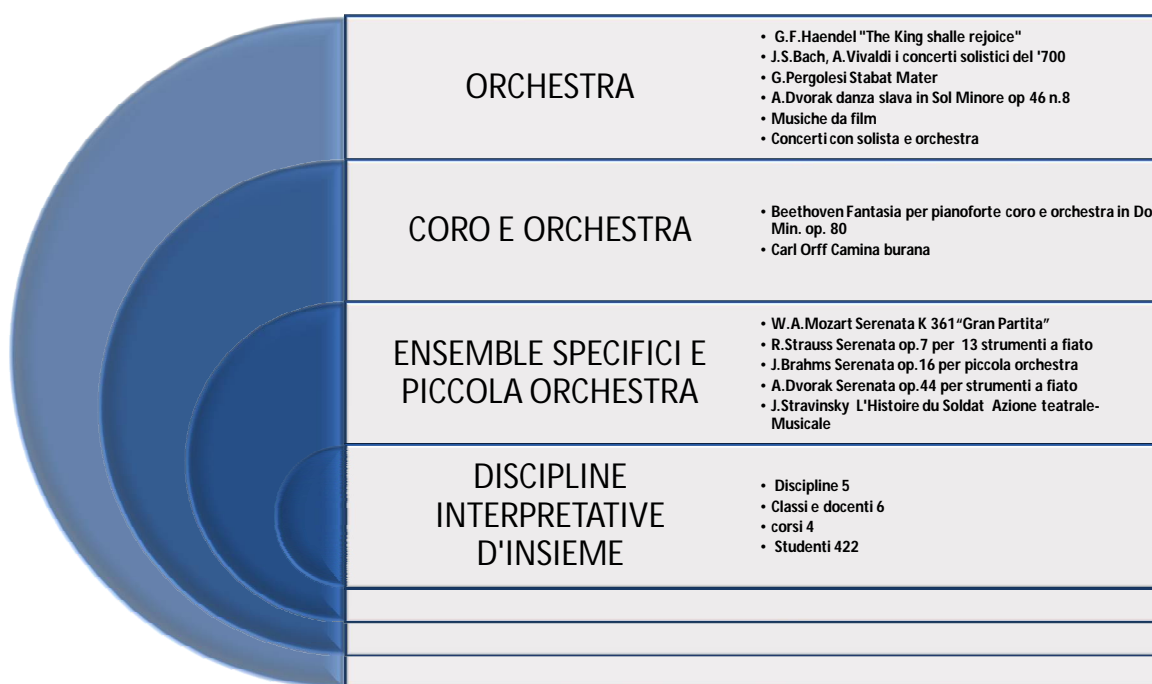 ORCHESTRA
• G.F.Haendel "The King shalle rejoice"
• J.S.Bach, A.Vivaldi i concerti solistici del '700
• G.Pergolesi Stabat Mater
• A.Dvorak danza slava in Sol Minore op 46 n.8
• Musiche da film
• Concerti con solista e orchestra
CORO E ORCHESTRA
• Beethoven Fantasia per pianoforte coro e orchestra in Do
Min. op. 80
• Carl Orff Camina burana
ENSEMBLE SPECIFICI E
PICCOLA ORCHESTRA
• W.A.Mozart Serenata K 361“Gran Partita”
• R.Strauss Serenata op.7 per 13 strumenti a fiato
• J.Brahms Serenata op.16 per piccola orchestra
• A.Dvorak Serenata op.44 per strumenti a fiato
• J.Stravinsky L'Histoire du Soldat Azione teatrale-
Musicale
DISCIPLINE
INTERPRETATIVE
D'INSIEME
• Discipline 5
• Classi e docenti 6
• corsi 4
• Studenti 422